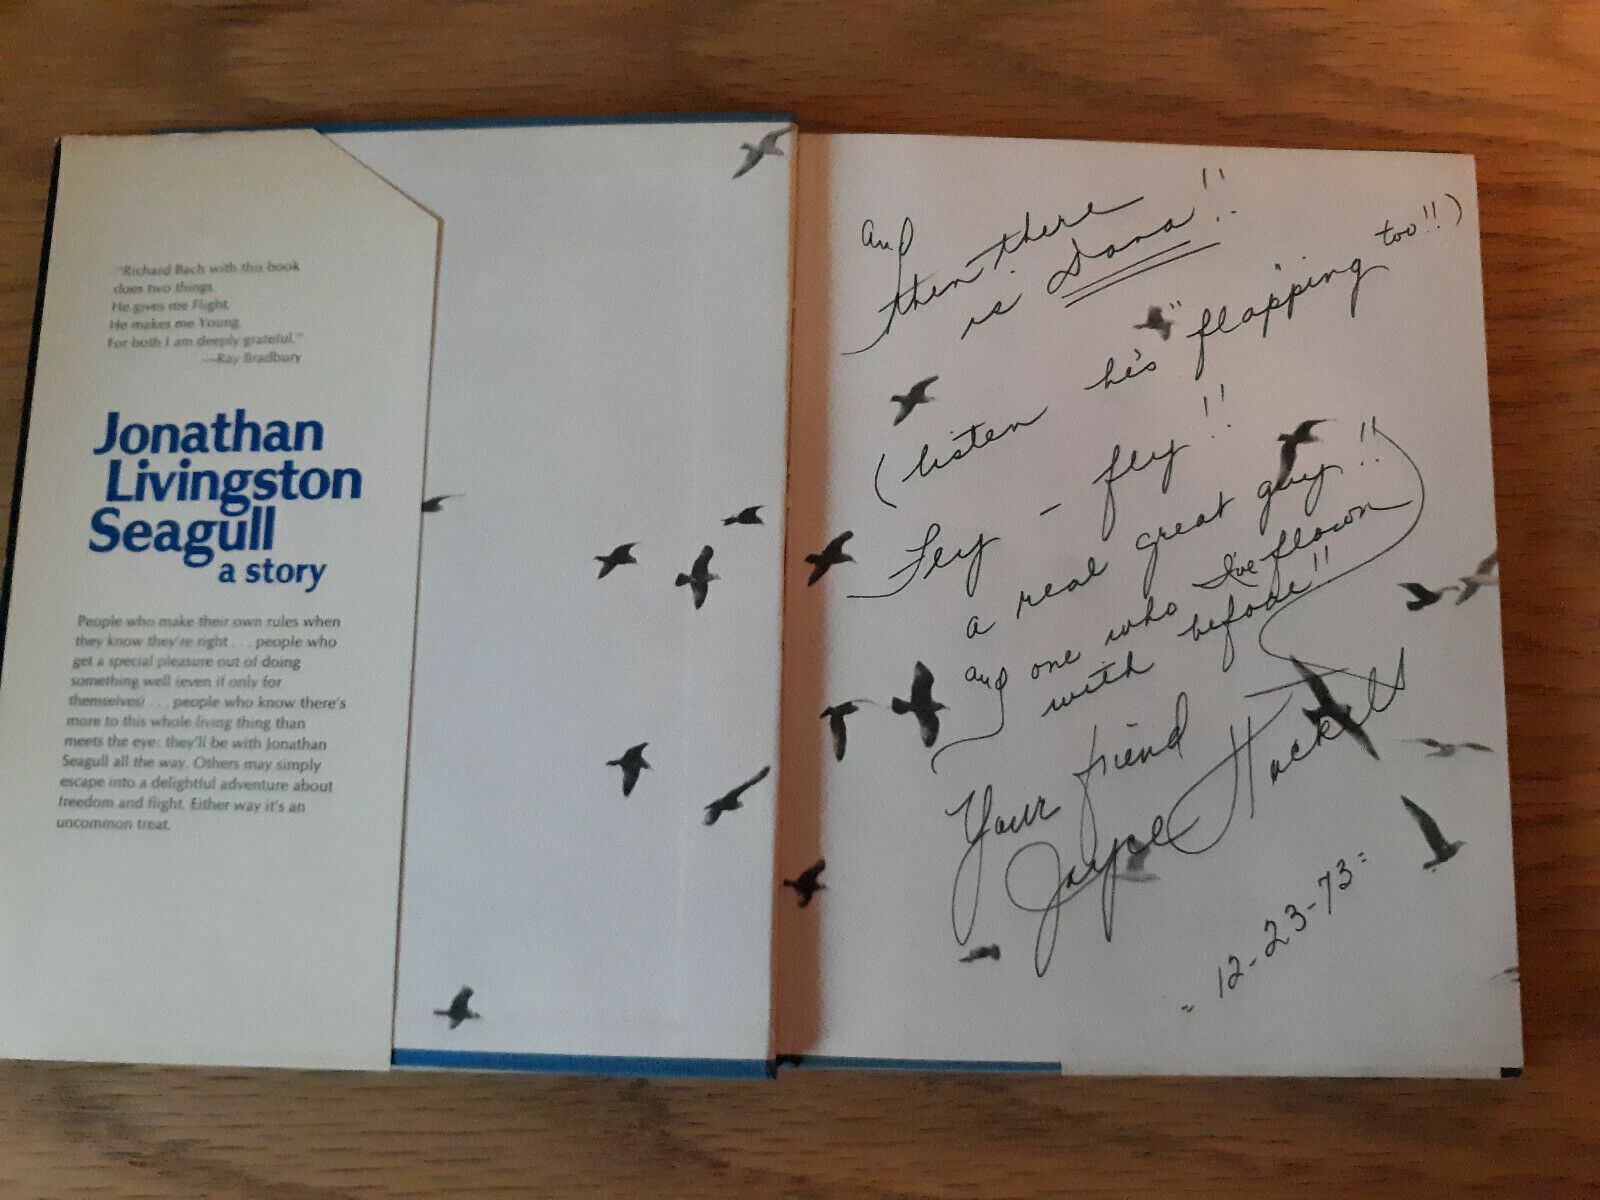 "Richard Bach with this book
does two things.
He gives me Flight.
He makes me Young.
For both I am deeply grateful."
—Ray Bradbury
Jonathan
Livingston
Seagull
a story
People who make their own rules when
they know they're right . . . people who
get a special pleasure out of doing
something well (even if only for
themselves) . . . people who know there's
more to this whole living thing than
meets the eye: they'll be with Jonathan
Seagull all the way. Others may simply
escape into a delightful adventure about
freedom and flight. Either way it's an
uncommon treat.
and
then there
is Dana!!
(listen he's "flapping" too!!)
Fly - fly!!
a real great guy!!
and one who I've flown
with before!!
Your friend
Joyce
= 12-23-73 =